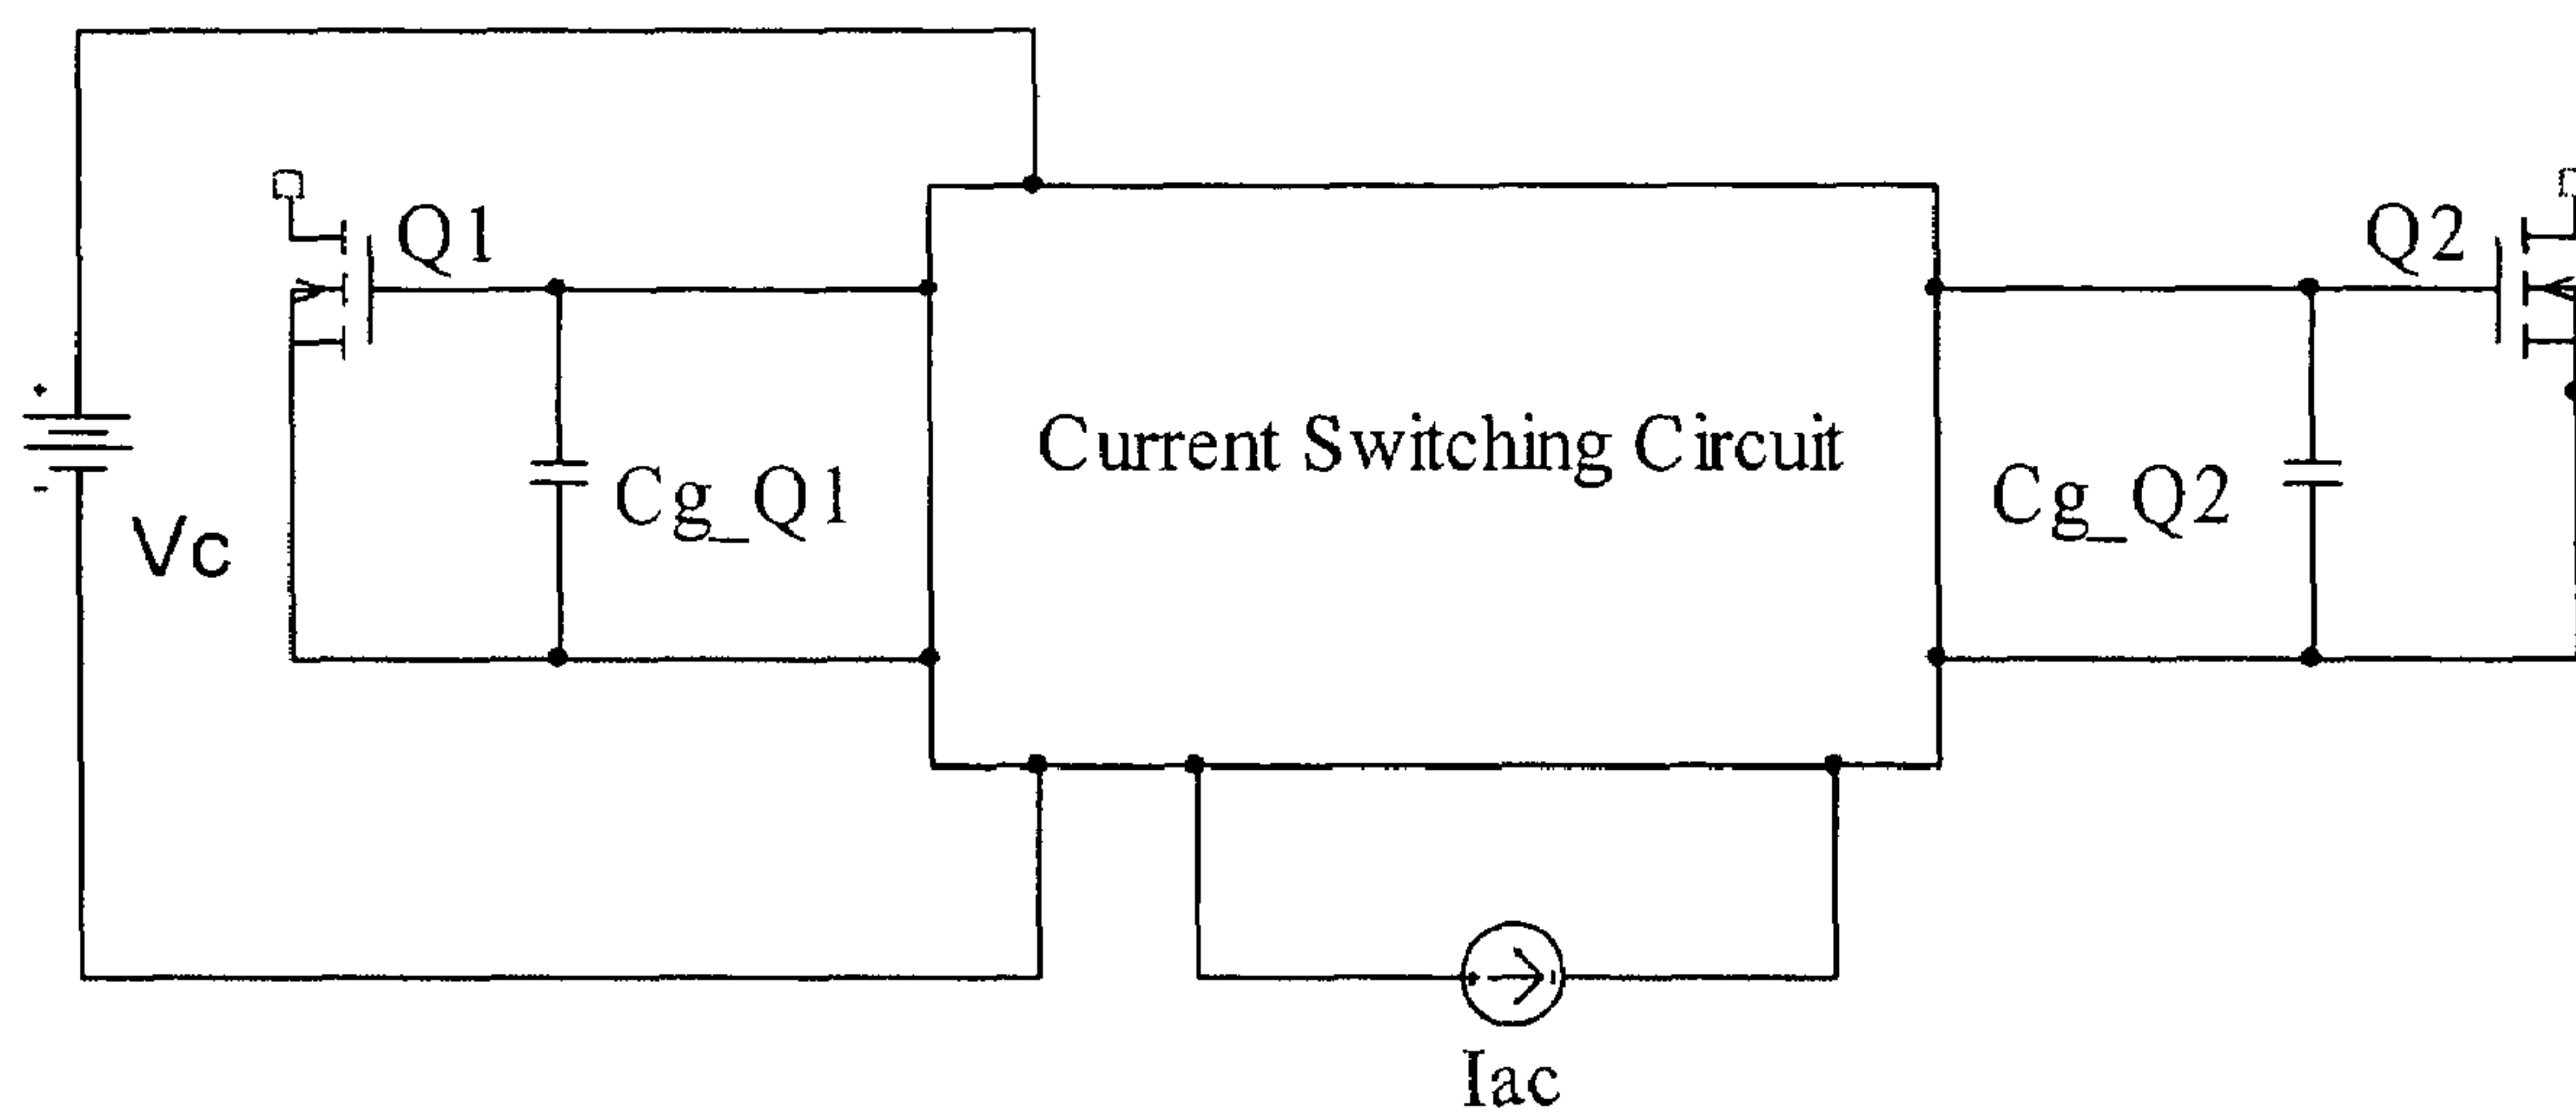 Q1
Q2
+
-
Vc
Cg_Q1
Current Switching Circuit
Cg_Q2
Iac